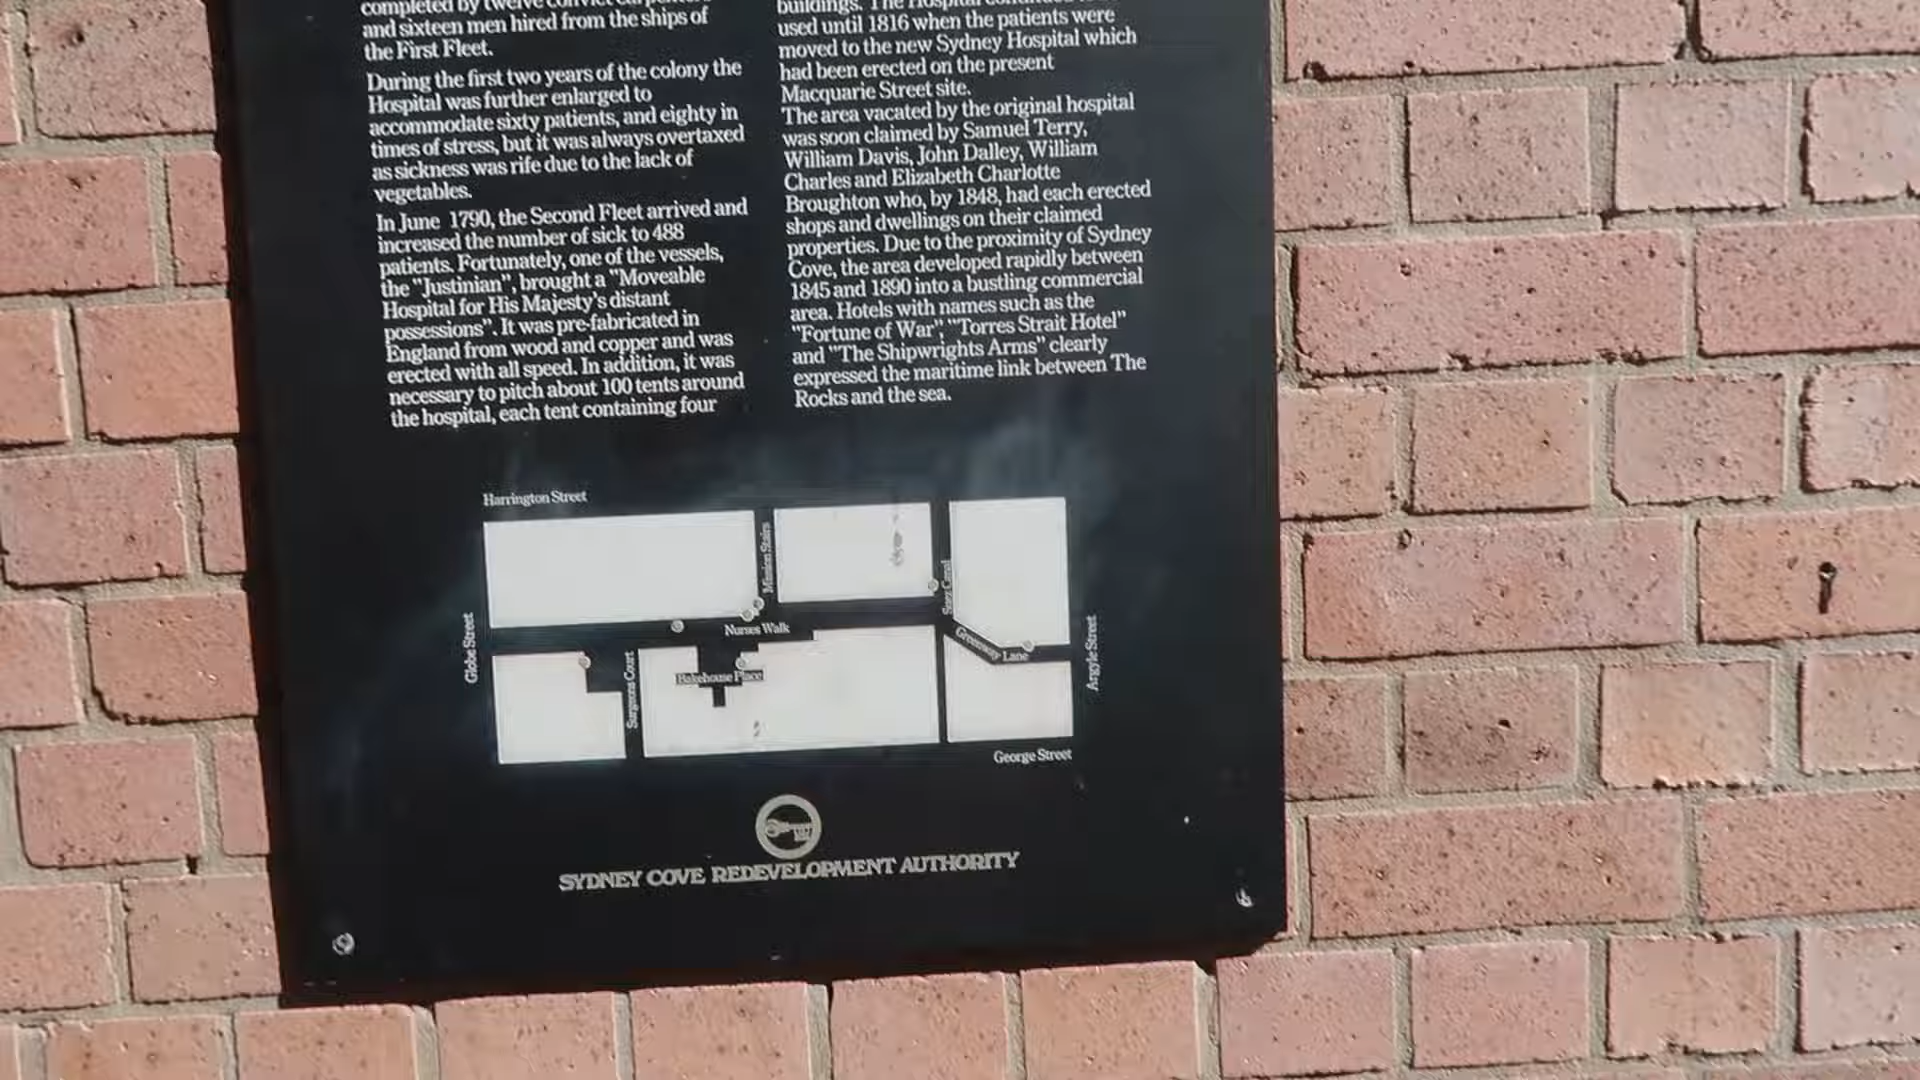 completed by twelve convict carpenters
and sixteen men hired from the ships of
the First Fleet.
During the first two years of the colony the
Hospital was further enlarged to
accommodate sixty patients, and eighty in
times of stress, but it was always overtaxed
as sickness was rife due to the lack of
vegetables.
In June 1790, the Second Fleet arrived and
increased the number of sick to 488
patients. Fortunately, one of the vessels,
the "Justinian", brought a "Moveable
Hospital for His Majesty's distant
possessions". It was pre-fabricated in
England from wood and copper and was
erected with all speed. In addition, it was
necessary to pitch about 100 tents around
the hospital, each tent containing four
buildings. The Hospital continued
used until 1816 when the patients were
moved to the new Sydney Hospital which
had been erected on the present
Macquarie Street site.
The area vacated by the original hospital
was soon claimed by Samuel Terry,
William Davis, John Dalley, William
Charles and Elizabeth Charlotte
Broughton who, by 1848, had each erected
shops and dwellings on their claimed
properties. Due to the proximity of Sydney
Cove, the area developed rapidly between
1845 and 1890 into a bustling commercial
area. Hotels with names such as the
"Fortune of War", "Torres Strait Hotel"
and "The Shipwrights Arms" clearly
expressed the maritime link between The
Rocks and the sea.
Harrington Street
Mission Stairs
Suez Canal
Globe Street
Nurses Walk
Greenway Lane
Argyle Street
Surgeons Court
Bakehouse Place
George Street
SYDNEY COVE REDEVELOPMENT AUTHORITY